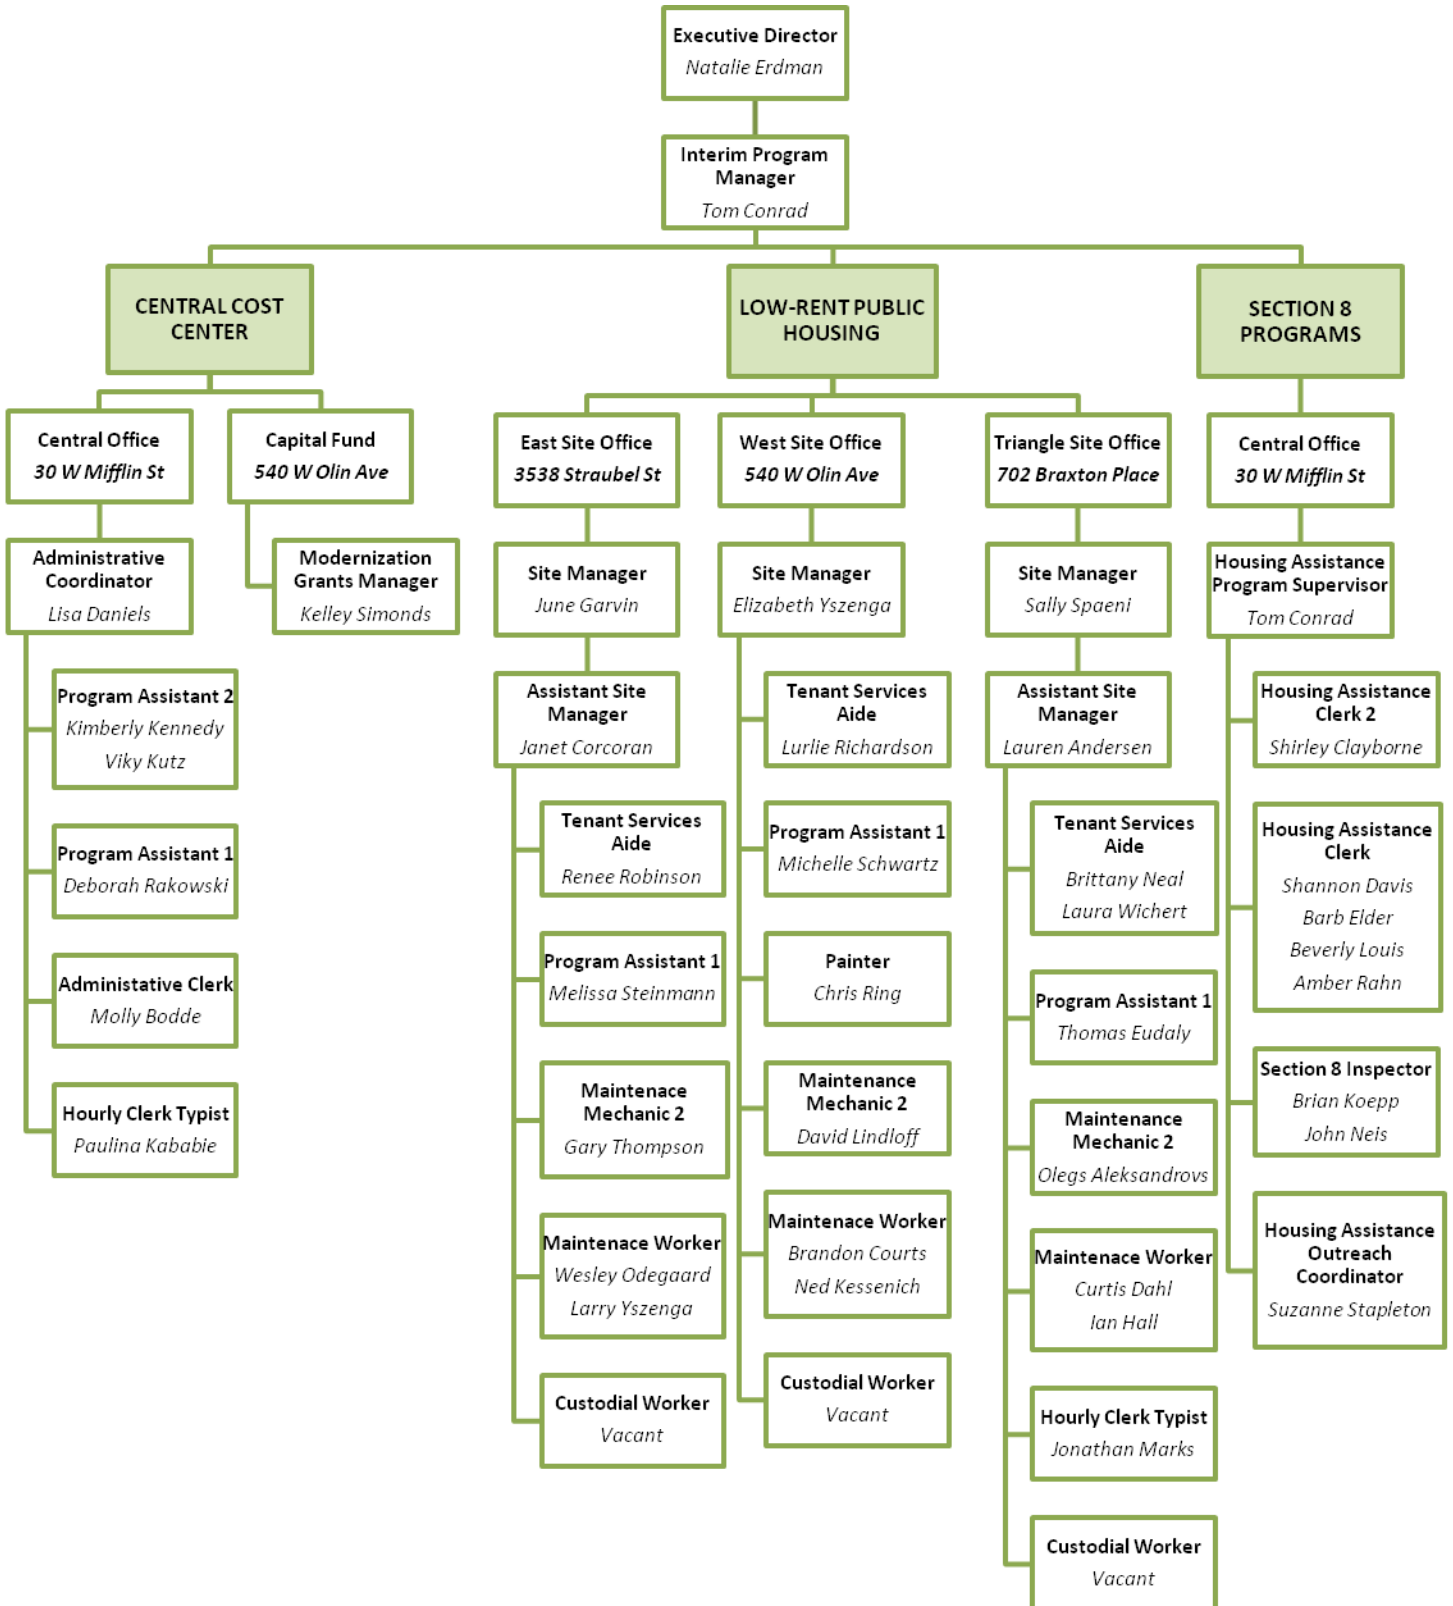 Executive Director
Natalie Erdman
Interim Program
Manager
Tom Conrad
CENTRAL COST
CENTER
LOW-RENT PUBLIC
HOUSING
SECTION 8
PROGRAMS
Central Office
30 W Mifflin St
Administrative
Coordinator
Lisa Daniels
Program Assistant 2
Kimberly Kennedy
Viky Kutz
Program Assistant 1
Deborah Rakowski
Administative Clerk
Molly Bodde
Hourly Clerk Typist
Paulina Kababie
Capital Fund
540 W Olin Ave
Modernization
Grants Manager
Kelley Simonds
East Site Office
3538 Straubel St
Site Manager
June Garvin
Assistant Site
Manager
Janet Corcoran
Tenant Services
Aide
Renee Robinson
Program Assistant 1
Melissa Steinmann
Maintenace
Mechanic 2
Gary Thompson
Maintenace Worker
Wesley Odegaard
Larry Yszenga
Custodial Worker
Vacant
West Site Office
540 W Olin Ave
Site Manager
Elizabeth Yszenga
Tenant Services
Aide
Lurlie Richardson
Program Assistant 1
Michelle Schwartz
Painter
Chris Ring
Maintenance
Mechanic 2
David Lindloff
Maintenace Worker
Brandon Courts
Ned Kessenich
Custodial Worker
Vacant
Triangle Site Office
702 Braxton Place
Site Manager
Sally Spaeni
Assistant Site
Manager
Lauren Andersen
Tenant Services
Aide
Brittany Neal
Laura Wichert
Program Assistant 1
Thomas Eudaly
Maintenance
Mechanic 2
Olegs Aleksandrovs
Maintenace Worker
Curtis Dahl
Ian Hall
Hourly Clerk Typist
Jonathan Marks
Custodial Worker
Vacant
Central Office
30 W Mifflin St
Housing Assistance
Program Supervisor
Tom Conrad
Housing Assistance
Clerk 2
Shirley Clayborne
Housing Assistance
Clerk
Shannon Davis
Barb Elder
Beverly Louis
Amber Rahn
Section 8 Inspector
Brian Koepp
John Neis
Housing Assistance
Outreach
Coordinator
Suzanne Stapleton